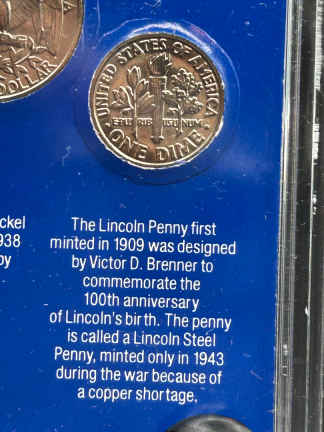 DOLLAR
UNITED STATES OF AMERICA
E PLURIBUS UNUM
ONE DIME
ckel
938
by
The Lincoln Penny first
minted in 1909 was designed
by Victor D. Brenner to
commemorate the
100th anniversary
of Lincoln's birth. The penny
is called a Lincoln Steel
Penny, minted only in 1943
during the war because of
a copper shortage.